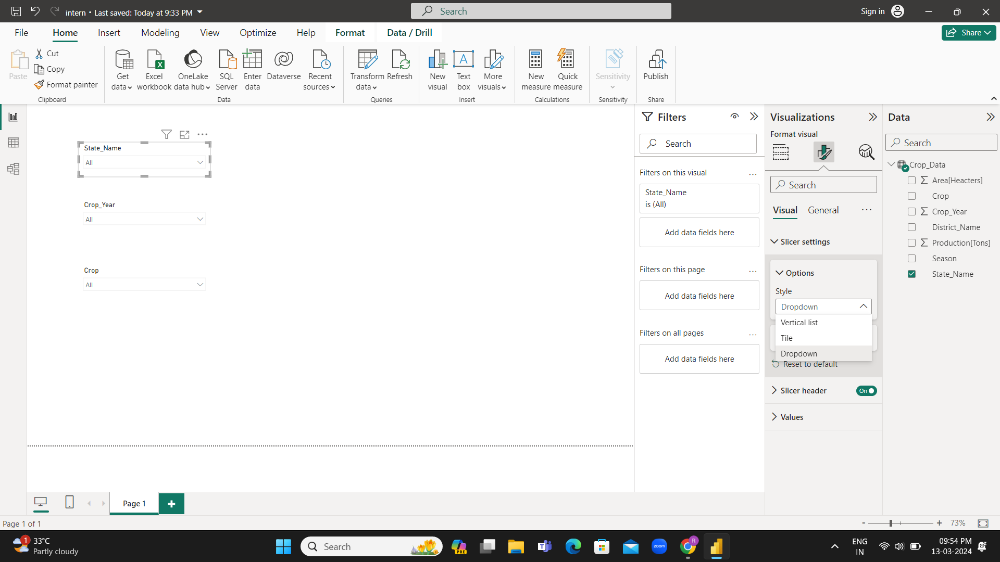 intern • Last saved: Today at 9:33 PM
Search
Sign in
File
Home
Insert
Modeling
View
Optimize
Help
Format
Data / Drill
Share
Paste
Cut
Copy
Format painter
Clipboard
Get data
Excel workbook
OneLake data hub
SQL Server
Enter data
Dataverse
Recent sources
Data
Transform data
Refresh
Queries
New visual
Text box
More visuals
Insert
New measure
Quick measure
Calculations
Sensitivity
Sensitivity
Publish
Share
State_Name
All
Crop_Year
All
Crop
All
Filters
Search
Filters on this visual
State_Name
is (All)
Add data fields here
Filters on this page
Add data fields here
Filters on all pages
Add data fields here
Visualizations
Format visual
Search
Visual
General
Slicer settings
Options
Style
Dropdown
Vertical list
Tile
Dropdown
Reset to default
Slicer header
On
Values
Data
Search
Crop_Data
Area[Heacters]
Crop
Crop_Year
District_Name
Production[Tons]
Season
State_Name
Page 1
Page 1 of 1
- + 73%
1
33°C
Partly cloudy
Search
PRE
zoom
R
ENG
IN
09:54 PM
13-03-2024